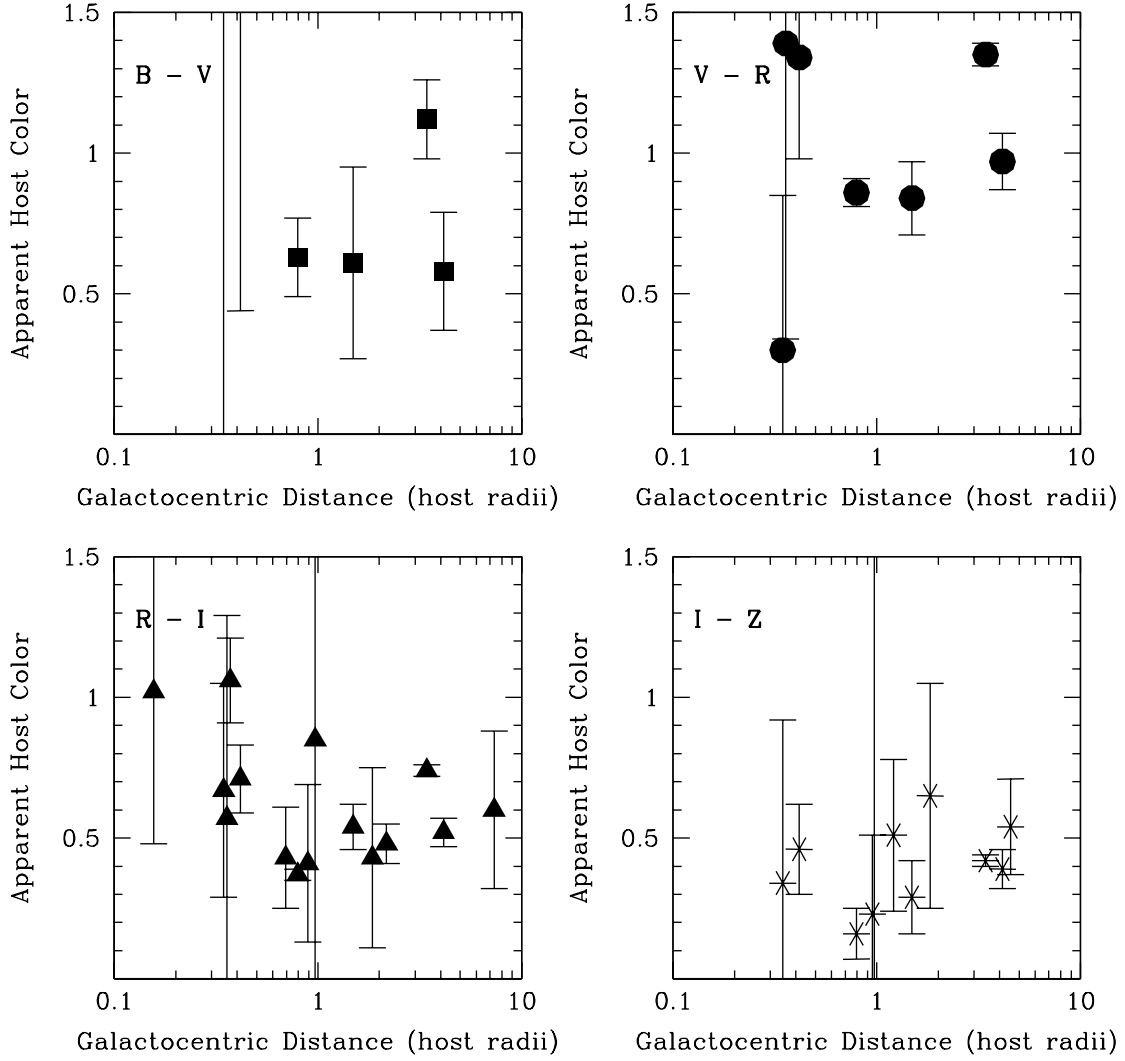 1.5
B - V
1
Apparent Host Color
0.5
0.1 1 10
Galactocentric Distance (host radii)
1.5
V - R
1
Apparent Host Color
0.5
0.1 1 10
Galactocentric Distance (host radii)
1.5
R - I
1
Apparent Host Color
0.5
0.1 1 10
Galactocentric Distance (host radii)
1.5
I - Z
1
Apparent Host Color
0.5
0.1 1 10
Galactocentric Distance (host radii)